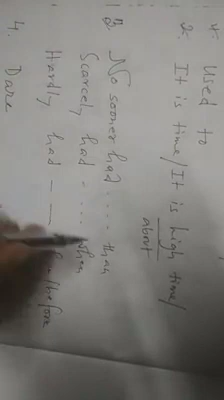 1. Used to
2. It is time/It is high time/
about
3. No sooner had ... than
Scarcely had - ... when
Hardly had - — /before
4. Dare